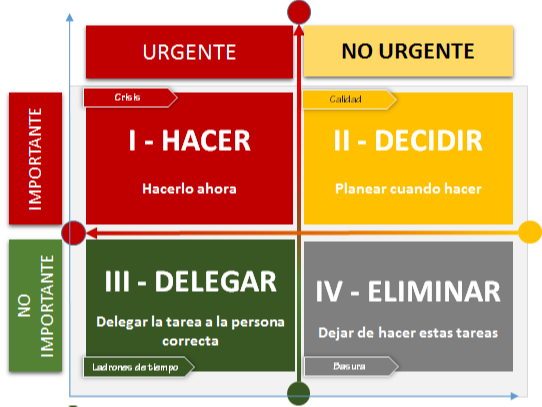 URGENTE
NO URGENTE
IMPORTANTE
Crisis
I - HACER
Hacerlo ahora
Calidad
II - DECIDIR
Planear cuando hacer
NO
IMPORTANTE
III - DELEGAR
Delegar la tarea a la persona
correcta
Ladrones de tiempo
IV - ELIMINAR
Dejar de hacer estas tareas
Basura